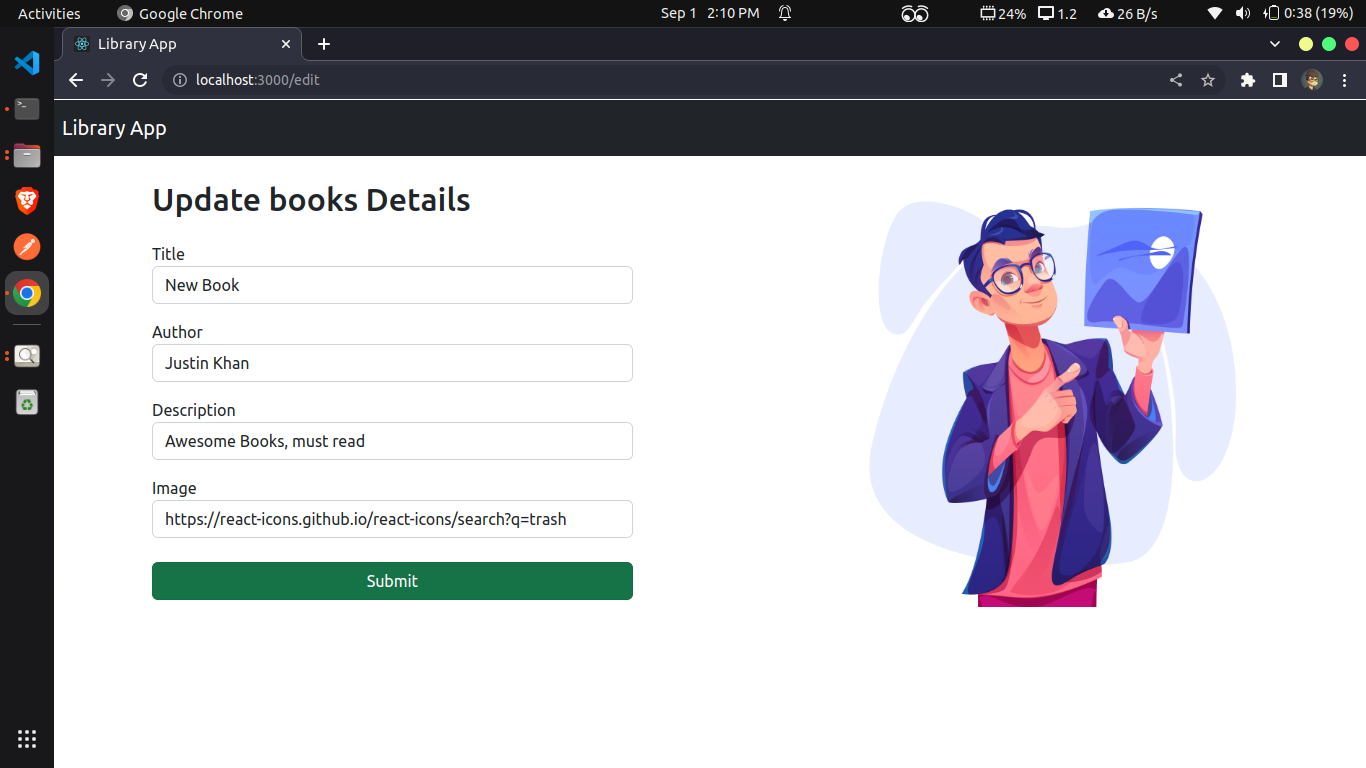 Activities Google Chrome Sep 1 2:10 PM 24% 1.2 26 B/s 0:38 (19%)
Library App
localhost:3000/edit
Library App
Update books Details
Title
New Book
Author
Justin Khan
Description
Awesome Books, must read
Image
https://react-icons.github.io/react-icons/search?q=trash
Submit